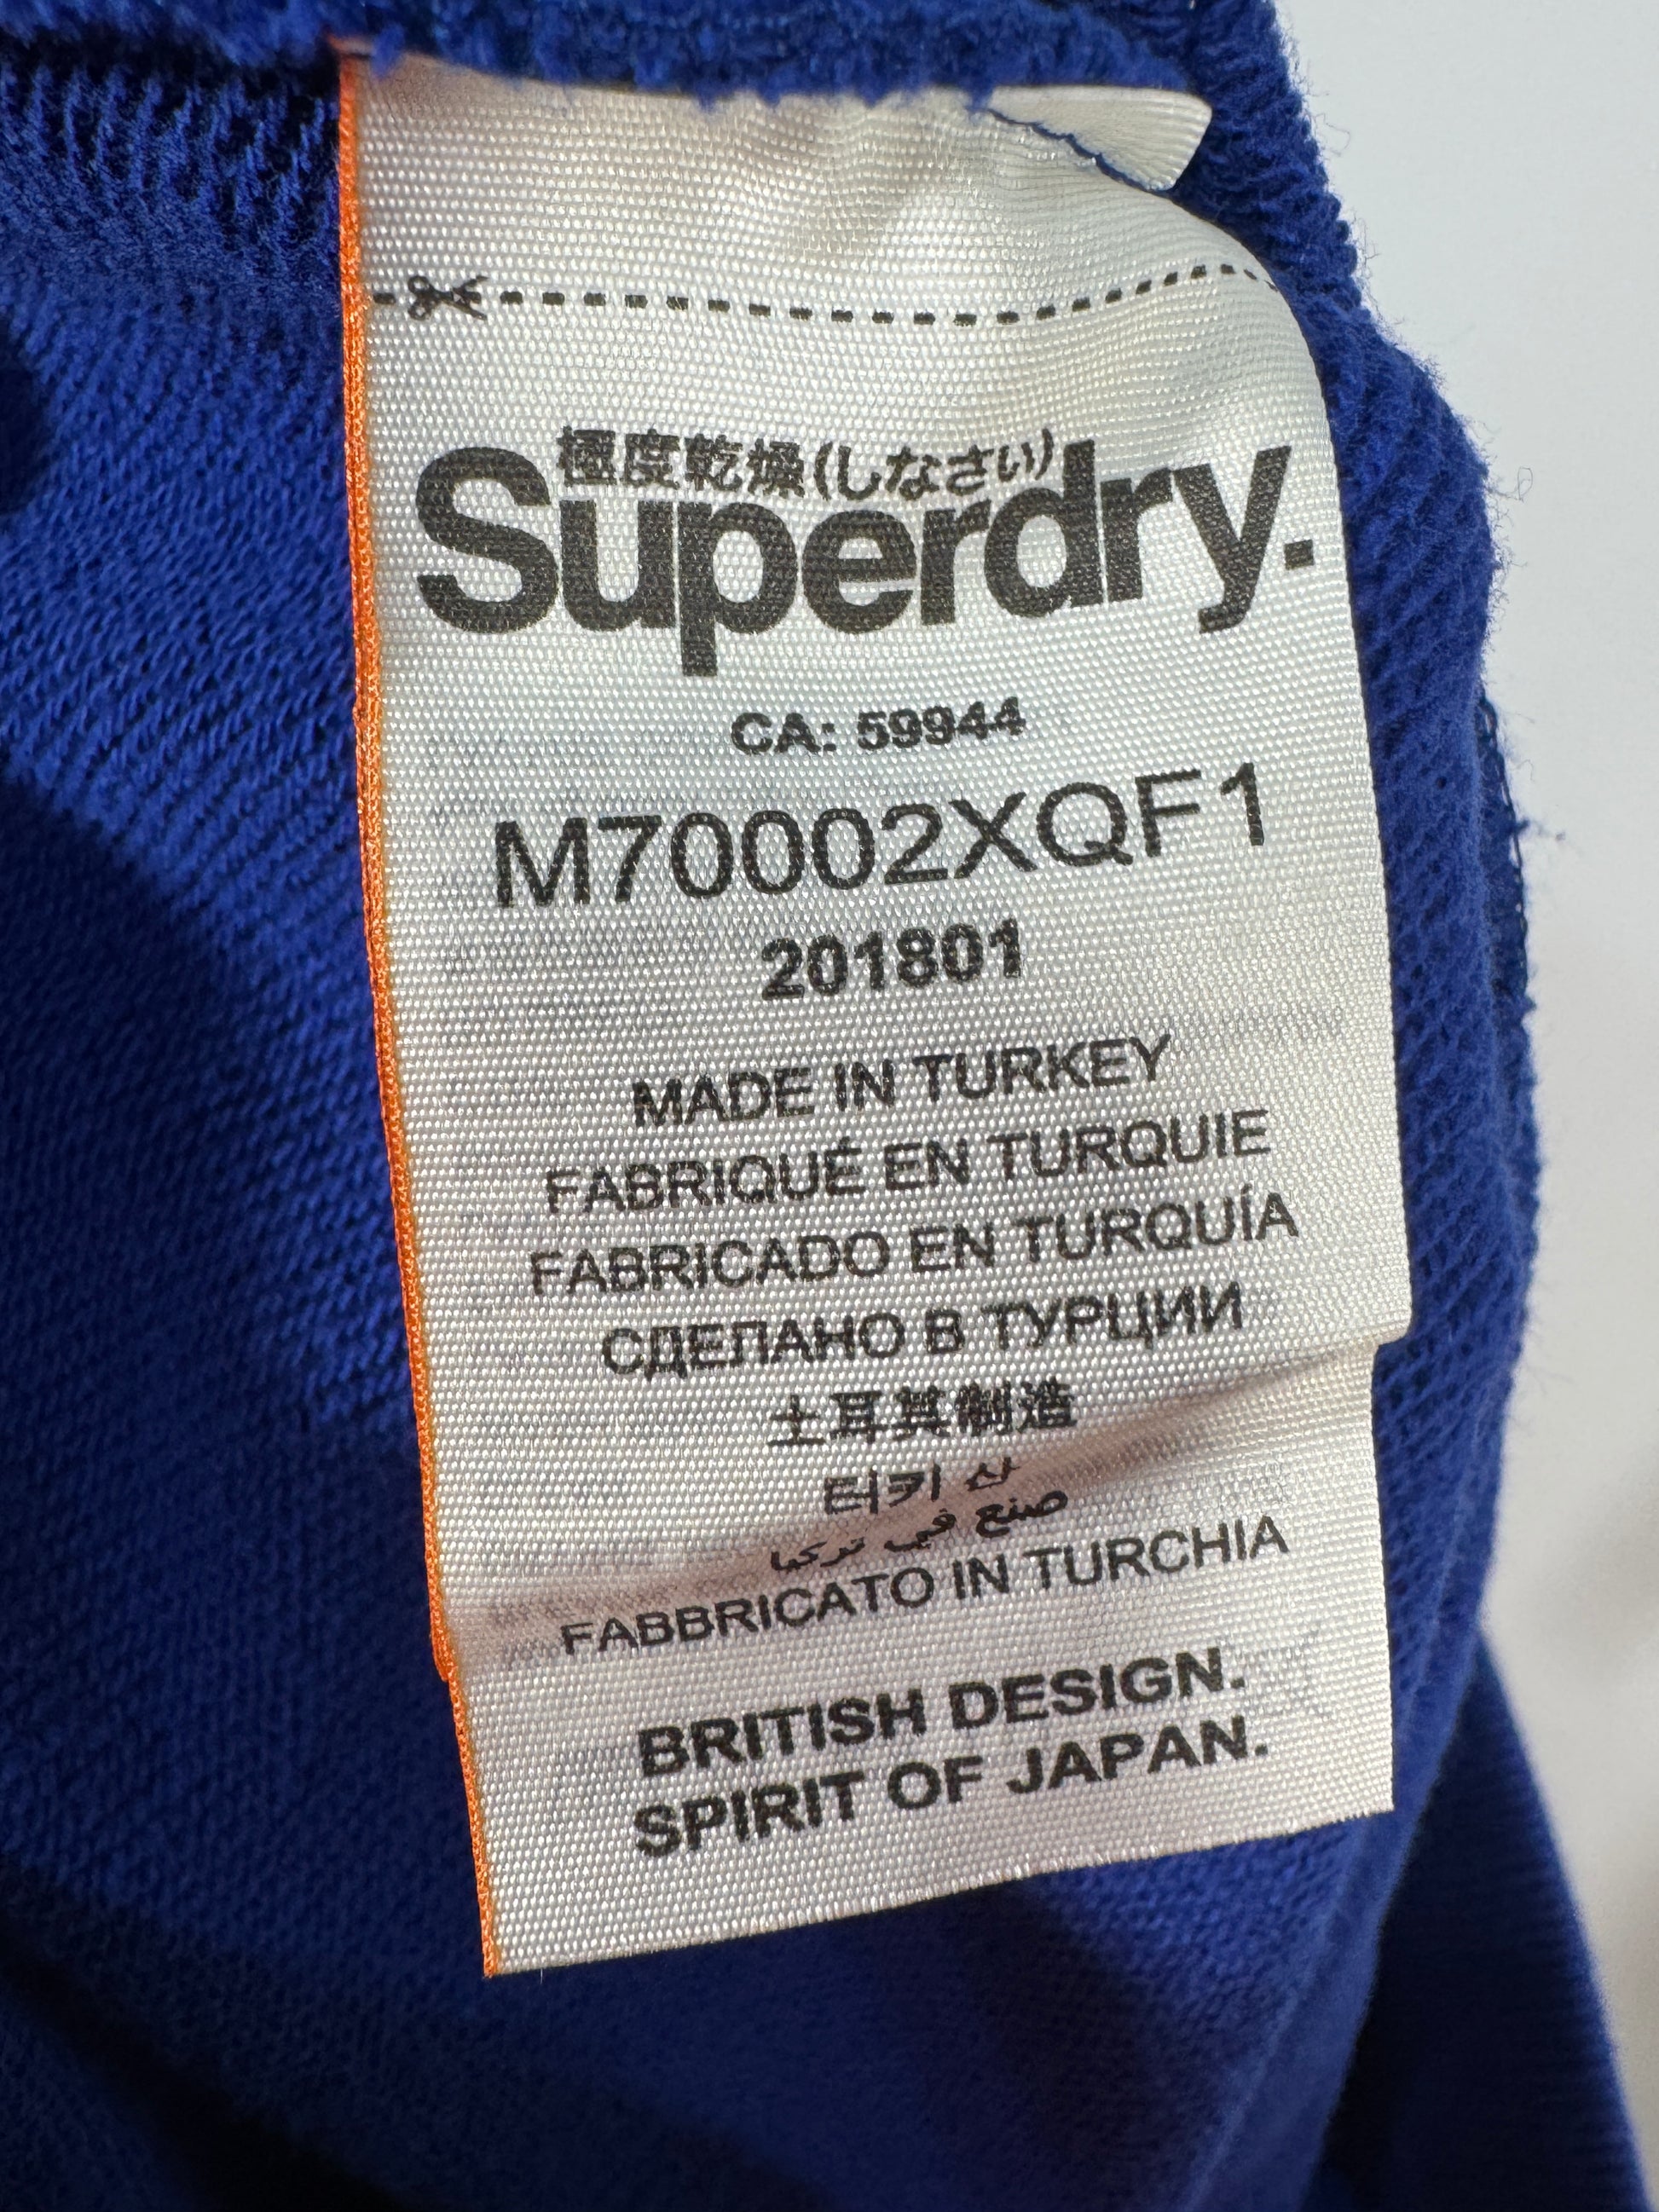 極度乾燥(しなさい)
Superdry.
CA: 59944
M70002XQF1
201801
MADE IN TURKEY
FABRIQUÉ EN TURQUIE
FABRICADO EN TURQUÍA
СДЕЛАНО В ТУРЦИИ
土耳其制造
터키 산
صنع في تركيا
FABBRICATO IN TURCHIA
BRITISH DESIGN.
SPIRIT OF JAPAN.